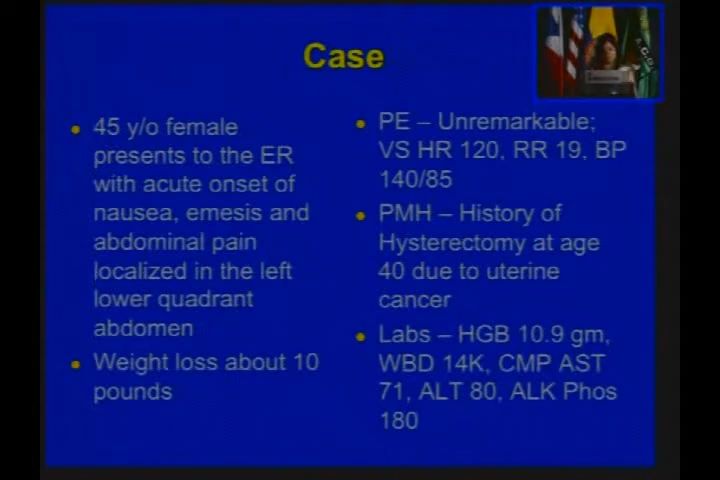 Case
45 y/o female
presents to the ER
with acute onset of
nausea, emesis and
abdominal pain
localized in the left
lower quadrant
abdomen
Weight loss about 10
pounds
PE – Unremarkable;
VS HR 120, RR 19, BP
140/85
PMH – History of
Hysterectomy at age
40 due to uterine
cancer
Labs – HGB 10.9 gm,
WBD 14K, CMP AST
71, ALT 80, ALK Phos
180